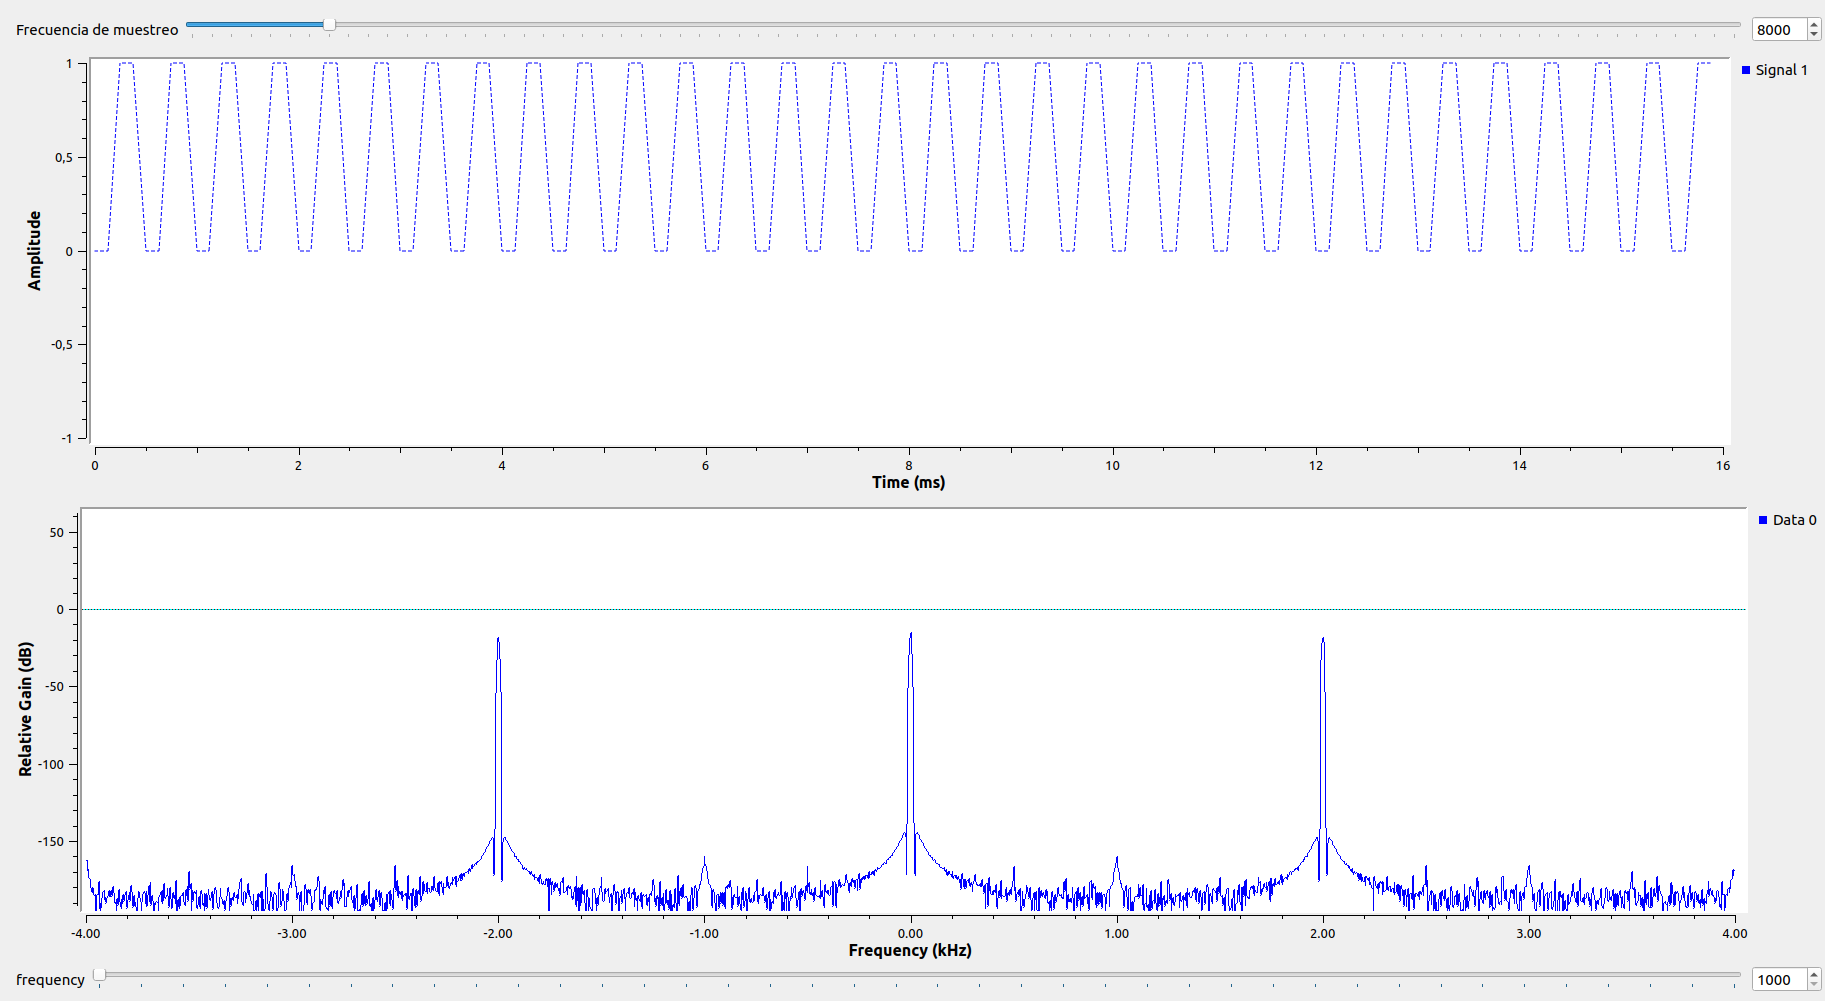 Frecuencia de muestreo
8000
Signal 1
1
0,5
0
-0,5
-1
Amplitude
0 2 4 6 8 10 12 14 16
Time (ms)
Data 0
50
0
-50
-100
-150
Relative Gain (dB)
-4.00 -3.00 -2.00 -1.00 0.00 1.00 2.00 3.00 4.00
Frequency (kHz)
frequency
1000